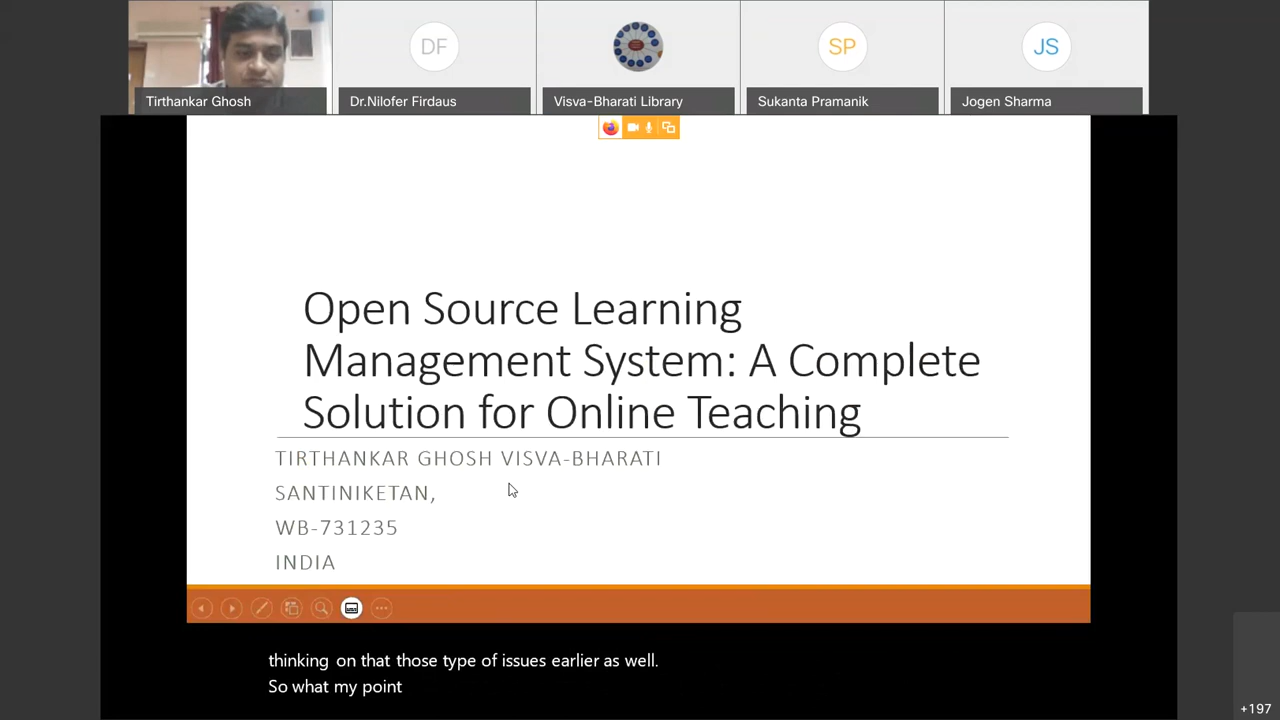 DF
SP
JS
Tirthankar Ghosh
Dr.Nilofer Firdaus
Visva-Bharati Library
Sukanta Pramanik
Jogen Sharma
Open Source Learning
Management System: A Complete
Solution for Online Teaching
TIRTHANKAR GHOSH VISVA-BHARATI
SANTINIKETAN,
WB-731235
INDIA
thinking on that those type of issues earlier as well.
So what my point
+197